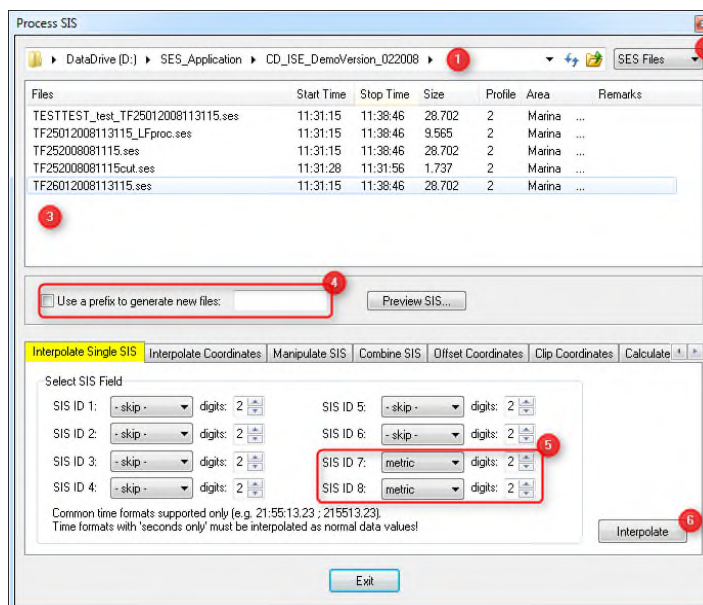 Process SIS
DataDrive (D:) SES_Application CD_ISE_DemoVersion_022008 1 SES Files
Files Start Time Stop Time Size Profile Area Remarks
TESTTEST_test_TF25012008113115.ses 11:31:15 11:38:46 28.702 2 Marina ...
TF25012008113115_LFproc.ses 11:31:15 11:38:46 9.565 2 Marina ...
TF252008081115.ses 11:31:15 11:38:46 28.702 2 Marina ...
TF252008081115cut.ses 11:31:28 11:31:56 1.737 2 Marina ...
TF26012008113115.ses 11:31:15 11:38:46 28.702 2 Marina ...
3
4
Use a prefix to generate new files: Preview SIS...
Interpolate Single SIS Interpolate Coordinates Manipulate SIS Combine SIS Offset Coordinates Clip Coordinates Calculate
Select SIS Field
SIS ID 1: - skip - digits: 2 SIS ID 5: - skip - digits: 2
SIS ID 2: - skip - digits: 2 SIS ID 6: - skip - digits: 2
5
SIS ID 3: - skip - digits: 2 SIS ID 7: metric digits: 2
SIS ID 4: - skip - digits: 2 SIS ID 8: metric digits: 2
Common time formats supported only (e.g. 21:55:13.23 ; 215513.23).
Time formats with 'seconds only' must be interpolated as normal data values!
6
Interpolate
Exit